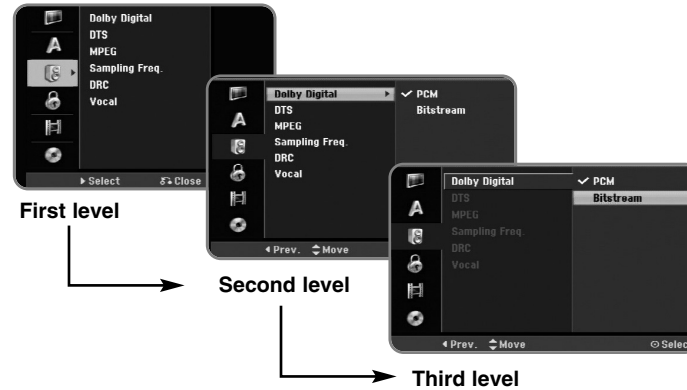 Dolby Digital
DTS
MPEG
Sampling Freq.
DRC
Vocal
A
Select Close
First level
Dolby Digital
DTS
MPEG
Sampling Freq.
DRC
Vocal
PCM
Bitstream
A
Prev. Move
Second level
Dolby Digital
DTS
MPEG
Sampling Freq.
DRC
Vocal
PCM
Bitstream
A
Prev. Move Selec
Third level